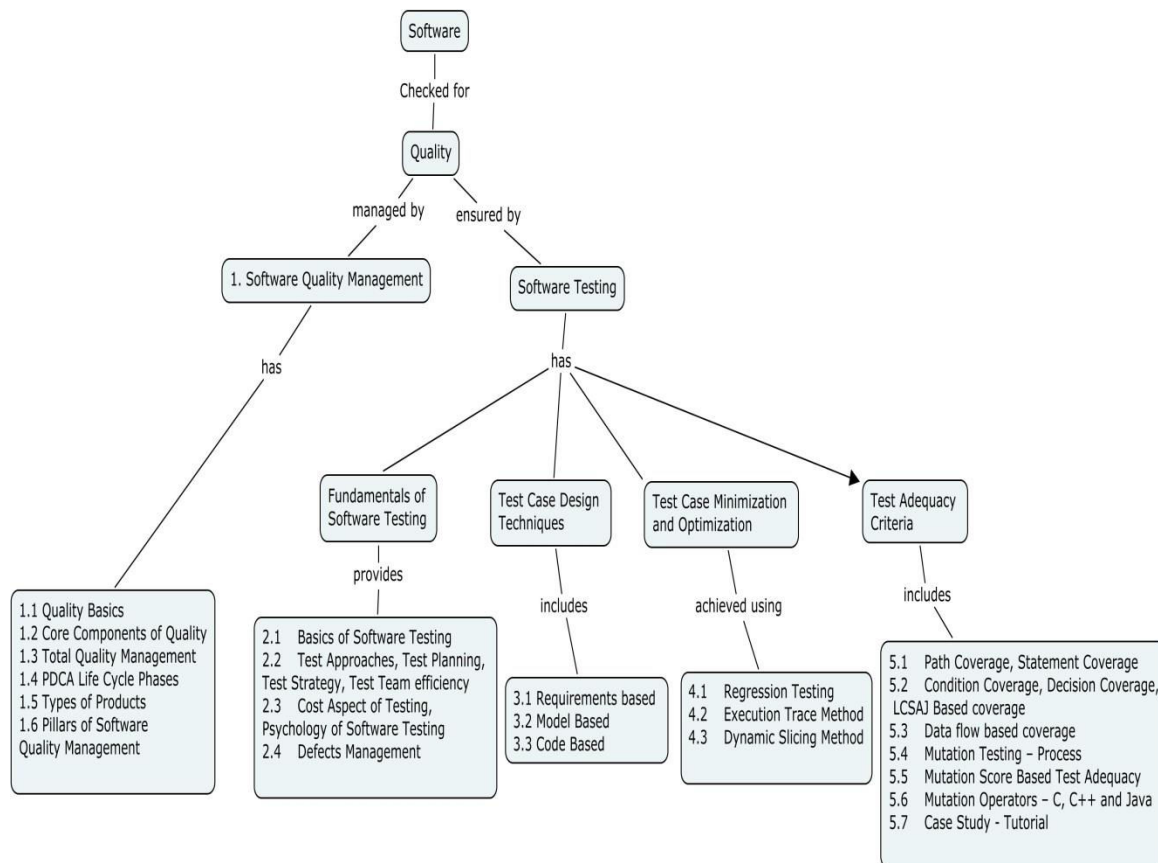 Software
Checked for
Quality
managed by
ensured by
1. Software Quality Management
Software Testing
has
has
Fundamentals of
Software Testing
Test Case Design
Techniques
Test Case Minimization
and Optimization
Test Adequacy
Criteria
provides
includes
achieved using
includes
1.1 Quality Basics
1.2 Core Components of Quality
1.3 Total Quality Management
1.4 PDCA Life Cycle Phases
1.5 Types of Products
1.6 Pillars of Software
Quality Management
2.1 Basics of Software Testing
2.2 Test Approaches, Test Planning,
Test Strategy, Test Team efficiency
2.3 Cost Aspect of Testing,
Psychology of Software Testing
2.4 Defects Management
3.1 Requirements based
3.2 Model Based
3.3 Code Based
4.1 Regression Testing
4.2 Execution Trace Method
4.3 Dynamic Slicing Method
5.1 Path Coverage, Statement Coverage
5.2 Condition Coverage, Decision Coverage,
LCSAJ Based coverage
5.3 Data flow based coverage
5.4 Mutation Testing – Process
5.5 Mutation Score Based Test Adequacy
5.6 Mutation Operators – C, C++ and Java
5.7 Case Study - Tutorial